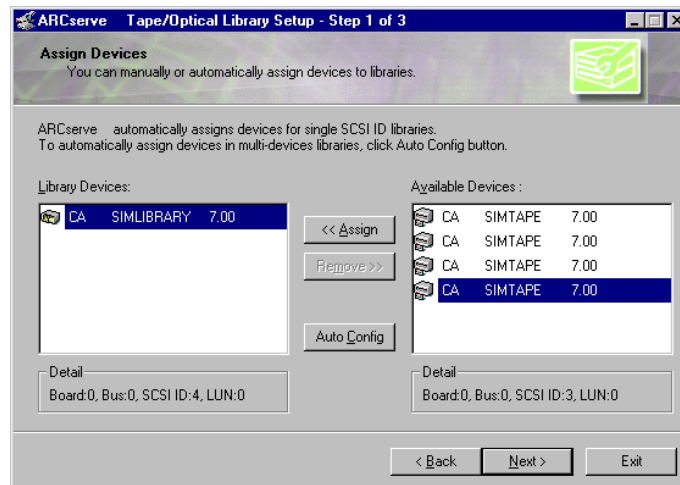 ARCserve Tape/Optical Library Setup - Step 1 of 3
Assign Devices
You can manually or automatically assign devices to libraries.
ARCserve automatically assigns devices for single SCSI ID libraries.
To automatically assign devices in multi-devices libraries, click Auto Config button.
Library Devices:
CA SIMLIBRARY 7.00
<< Assign
Remove >>
Auto Config
Available Devices :
CA SIMTAPE 7.00
CA SIMTAPE 7.00
CA SIMTAPE 7.00
CA SIMTAPE 7.00
Detail
Board:0, Bus:0, SCSI ID:4, LUN:0
Detail
Board:0, Bus:0, SCSI ID:3, LUN:0
< Back
Next >
Exit